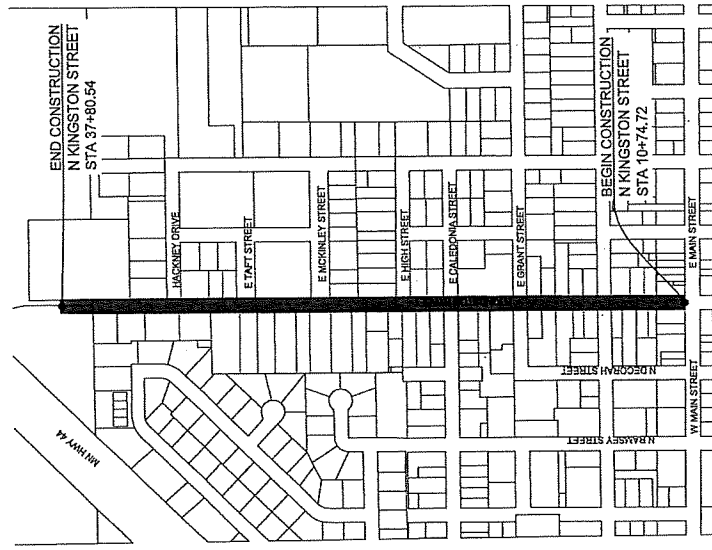 END CONSTRUCTION
N KINGSTON STREET
STA 37+80.54
HACKNEY DRIVE
E TAFT STREET
E MCKINLEY STREET
E HIGH STREET
E CALEDONIA STREET
E GRANT STREET
BEGIN CONSTRUCTION
N KINGSTON STREET
STA 10+74.72
E MAIN STREET
MN HWY 44
N DECORAH STREET
N RAMSEY STREET
W MAIN STREET